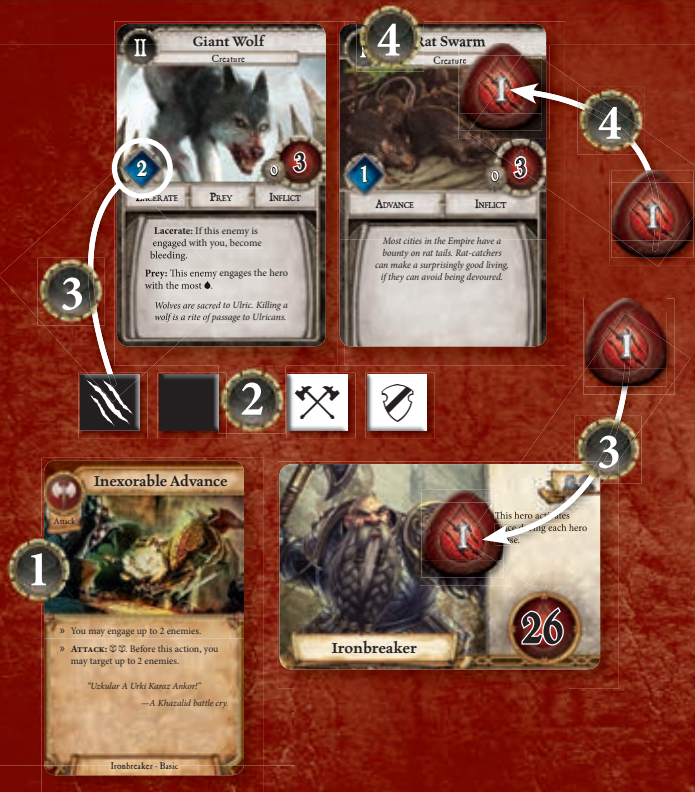 II
Giant Wolf
Creature
2
0
3
LACERATE
PREY
INFLICT
Lacerate: If this enemy is
engaged with you, become
bleeding.
Prey: This enemy engages the hero
with the most
Wolves are sacred to Ulric. Killing a
wolf is a rite of passage to Ulricans.
4
Rat Swarm
Creature
1
1
0
3
ADVANCE
INFLICT
Most cities in the Empire have a
bounty on rat tails. Rat-catchers
can make a surprisingly good living,
if they can avoid being devoured.
4
1
3
2
1
3
Inexorable Advance
Attack
1
» You may engage up to 2 enemies.
» ATTACK: Before this action, you
may target up to 2 enemies.
"Uzkular A Urki Karaz Ankor!"
—A Khazalid battle cry.
Ironbreaker - Basic
This hero activates
during each hero
1
26
Ironbreaker